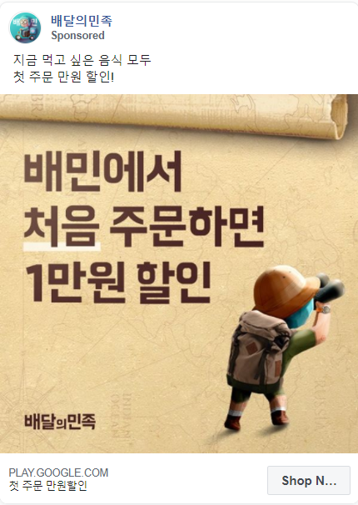 배달의민족
Sponsored
지금 먹고 싶은 음식 모두
첫 주문 만원 할인!
배민에서
처음 주문하면
1만원 할인
배달의민족
PLAY.GOOGLE.COM
첫 주문 만원할인
Shop N...